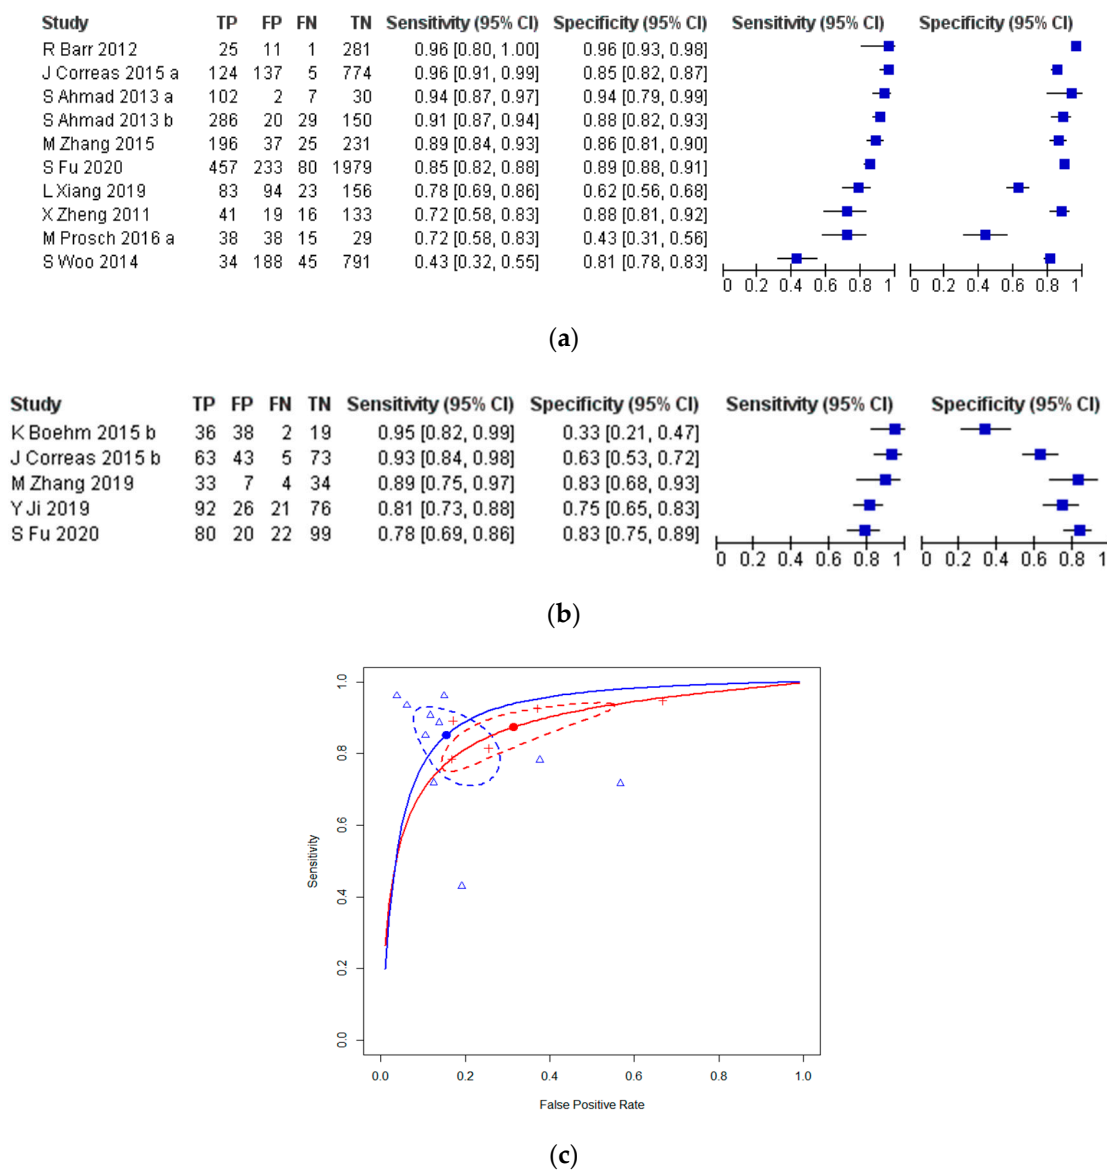 Study TP FP FN TN Sensitivity (95% CI) Specificity (95% CI) Sensitivity (95% CI) Specificity (95% CI)
R Barr 2012 25 11 1 281 0.96 [0.80, 1.00] 0.96 [0.93, 0.98]
J Correas 2015 a 124 137 5 774 0.96 [0.91, 0.99] 0.85 [0.82, 0.87]
S Ahmad 2013 a 102 2 7 30 0.94 [0.87, 0.97] 0.94 [0.79, 0.99]
S Ahmad 2013 b 286 20 29 150 0.91 [0.87, 0.94] 0.88 [0.82, 0.93]
M Zhang 2015 196 37 25 231 0.89 [0.84, 0.93] 0.86 [0.81, 0.90]
S Fu 2020 457 233 80 1979 0.85 [0.82, 0.88] 0.89 [0.88, 0.91]
L Xiang 2019 83 94 23 156 0.78 [0.69, 0.86] 0.62 [0.56, 0.68]
X Zheng 2011 41 19 16 133 0.72 [0.58, 0.83] 0.88 [0.81, 0.92]
M Prosch 2016 a 38 38 15 29 0.72 [0.58, 0.83] 0.43 [0.31, 0.56]
S Woo 2014 34 188 45 791 0.43 [0.32, 0.55] 0.81 [0.78, 0.83]
0 0.2 0.4 0.6 0.8 1 0 0.2 0.4 0.6 0.8 1
(a)
Study TP FP FN TN Sensitivity (95% CI) Specificity (95% CI) Sensitivity (95% CI) Specificity (95% CI)
K Boehm 2015 b 36 38 2 19 0.95 [0.82, 0.99] 0.33 [0.21, 0.47]
J Correas 2015 b 63 43 5 73 0.93 [0.84, 0.98] 0.63 [0.53, 0.72]
M Zhang 2019 33 7 4 34 0.89 [0.75, 0.97] 0.83 [0.68, 0.93]
Y Ji 2019 92 26 21 76 0.81 [0.73, 0.88] 0.75 [0.65, 0.83]
S Fu 2020 80 20 22 99 0.78 [0.69, 0.86] 0.83 [0.75, 0.89]
0 0.2 0.4 0.6 0.8 1 0 0.2 0.4 0.6 0.8 1
(b)
1.0
0.8
0.6
0.4
0.2
0.0
Sensitivity
0.0 0.2 0.4 0.6 0.8 1.0
False Positive Rate
(c)